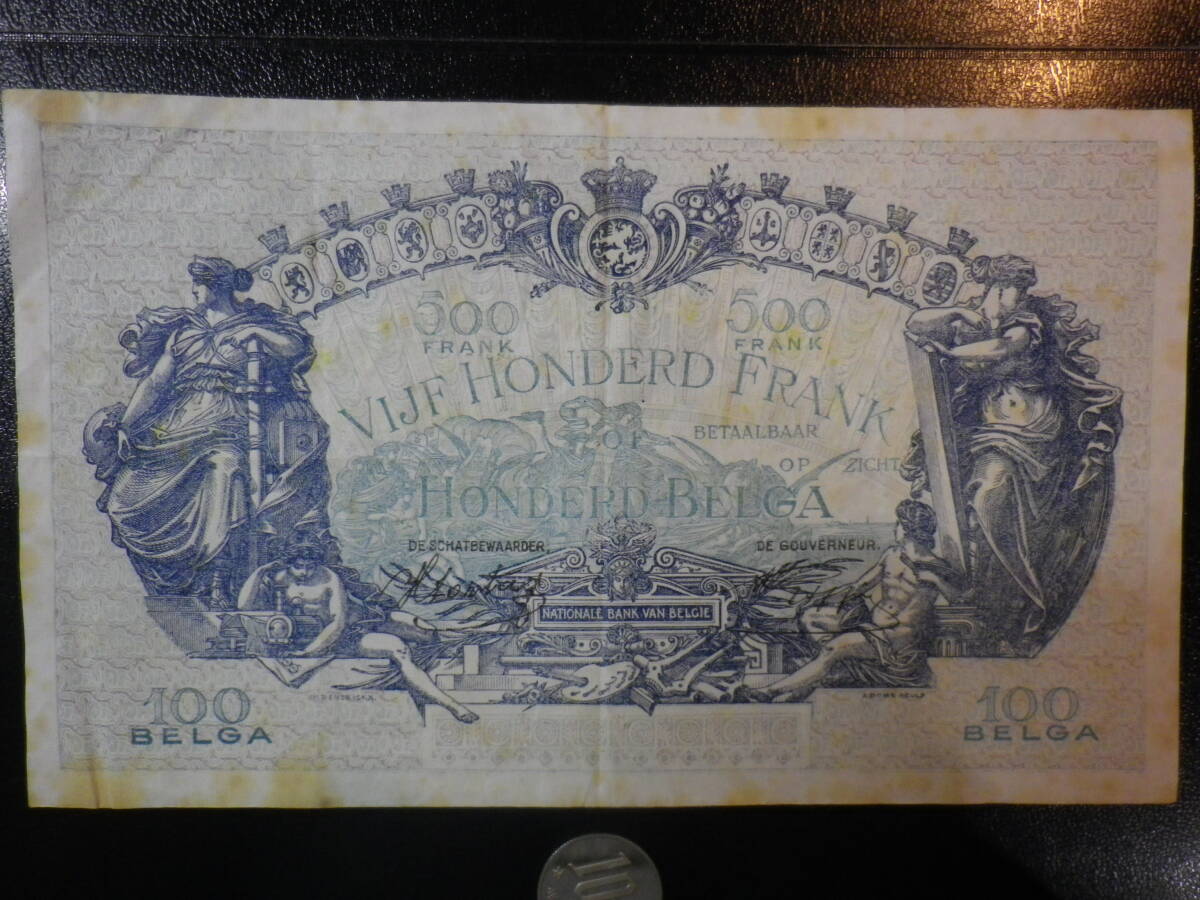 500 500
FRANK FRANK
VIJF HONDERD FRANK
OF BETAALBAAR
OP ZICHT
HONDERD BELGA
DE SCHATBEWAARDER. DE GOUVERNEUR.
NATIONALE BANK VAN BELGIE
100 100
BELGA BELGA
10